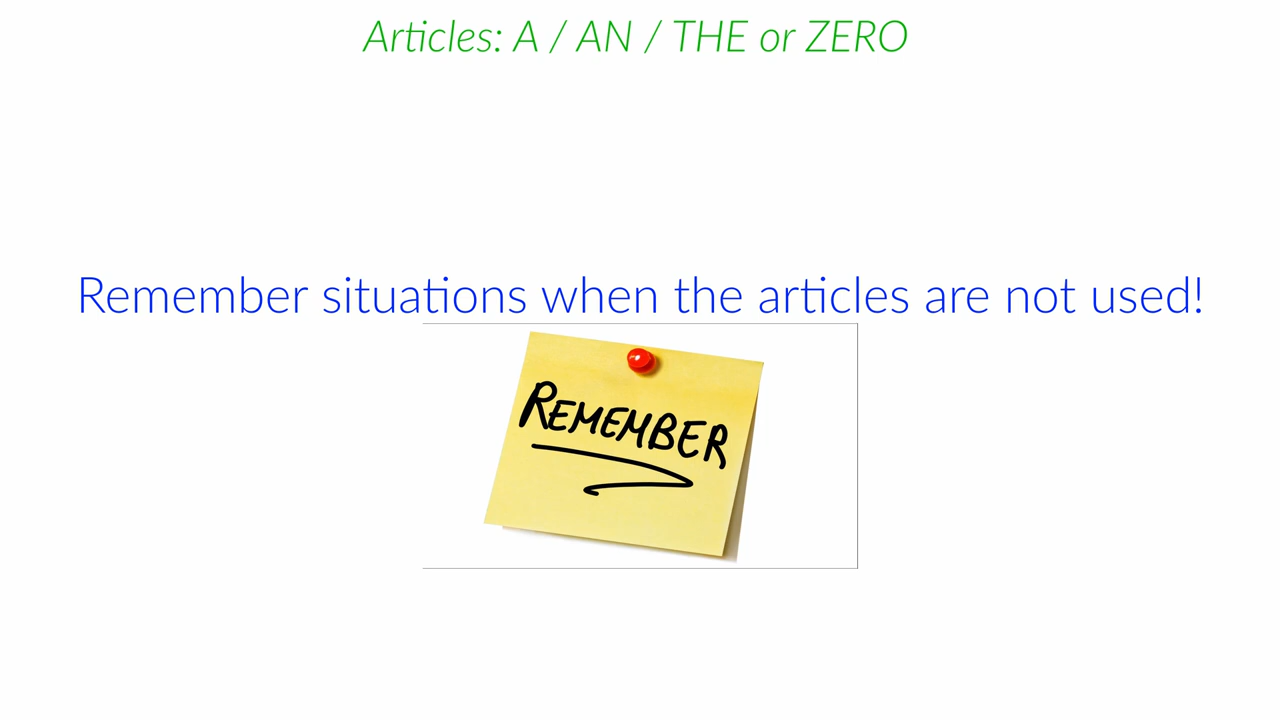 Articles: A / AN / THE or ZERO
Remember situations when the articles are not used!
REMEMBER